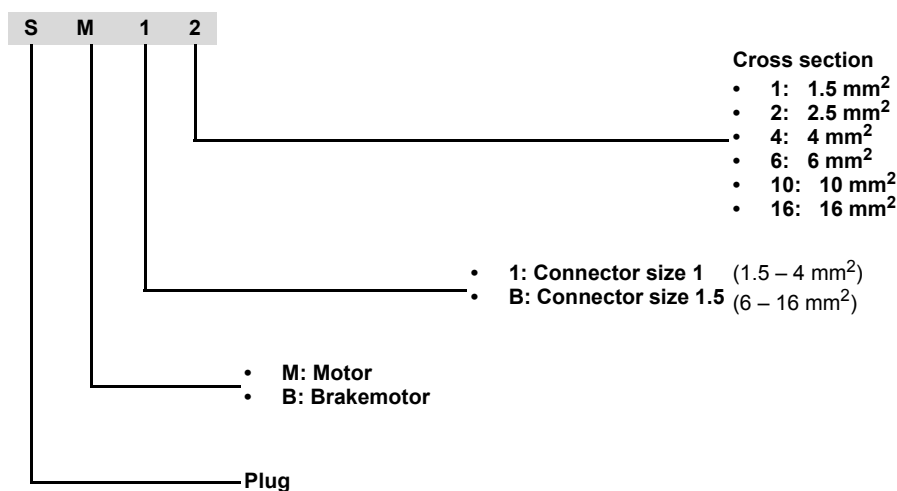 S M 1 2
Cross section
• 1: 1.5 mm²
• 2: 2.5 mm²
• 4: 4 mm²
• 6: 6 mm²
• 10: 10 mm²
• 16: 16 mm²
• 1: Connector size 1 (1.5 – 4 mm²)
• B: Connector size 1.5 (6 – 16 mm²)
• M: Motor
• B: Brakemotor
Plug